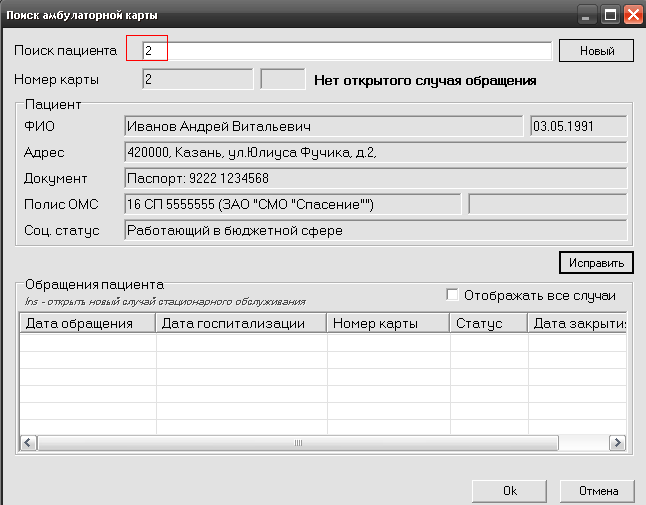 Поиск амбулаторной карты
Поиск пациента 2 Новый
Номер карты 2 Нет открытого случая обращения
Пациент
ФИО Иванов Андрей Витальевич 03.05.1991
Адрес 420000, Казань, ул.Юлиуса Фучика, д.2,
Документ Паспорт: 9222 1234568
Полис ОМС 16 СП 5555555 (ЗАО "СМО "Спасение"")
Соц. статус Работающий в бюджетной сфере
Исправить
Обращения пациента
Ins - открыть новый случай стационарного обслуживания Отображать все случаи
Дата обращения Дата госпитализации Номер карты Статус Дата закрыти
Ok Отмена